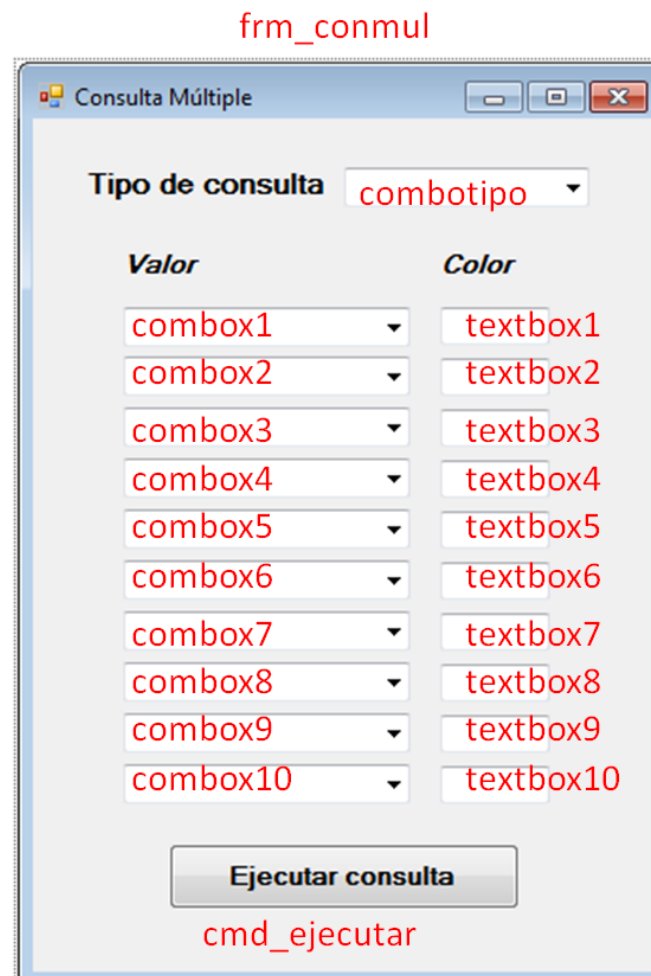 frm_conmul
Consulta Múltiple
Tipo de consulta combotipo
Valor Color
combox1 textbox1
combox2 textbox2
combox3 textbox3
combox4 textbox4
combox5 textbox5
combox6 textbox6
combox7 textbox7
combox8 textbox8
combox9 textbox9
combox10 textbox10
Ejecutar consulta
cmd_ejecutar